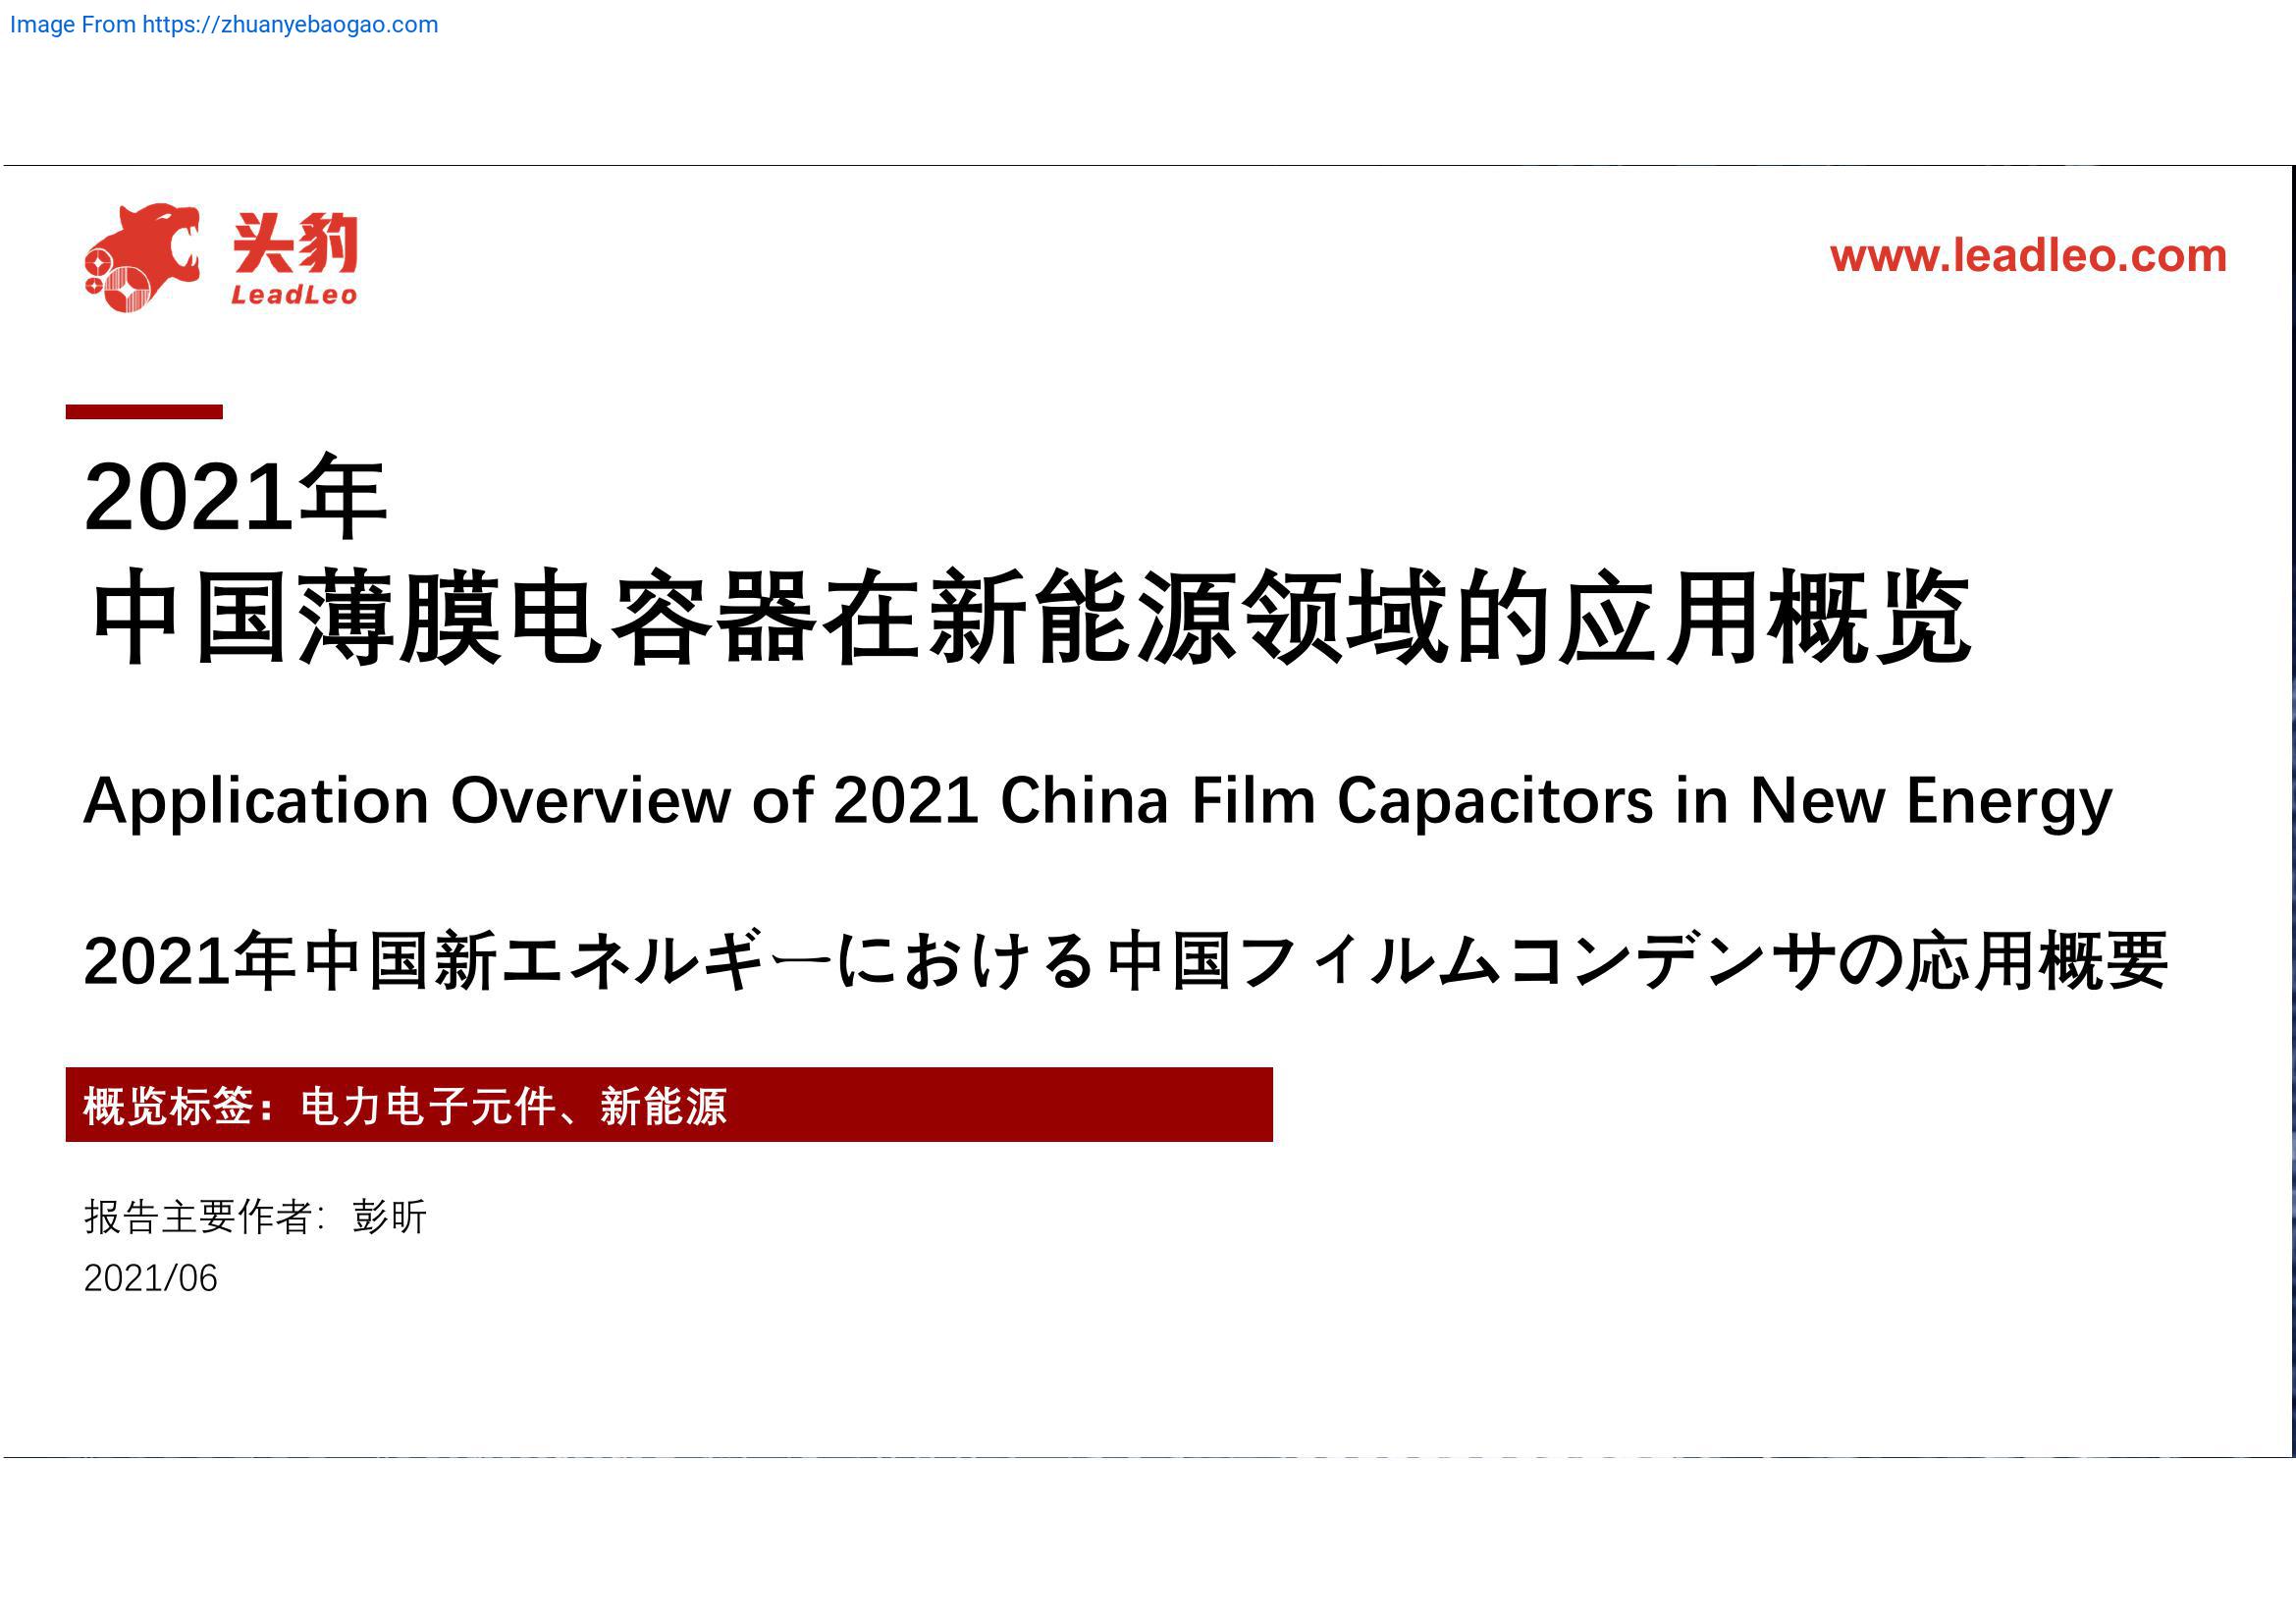 Image From https://zhuanyebaogao.com
头豹
LeadLeo
www.leadleo.com
2021年
中国薄膜电容器在新能源领域的应用概览
Application Overview of 2021 China Film Capacitors in New Energy
2021年中国新エネルギーにおける中国フィルムコンデンサの応用概要
概览标签：电力电子元件、新能源
报告主要作者：彭昕
2021/06